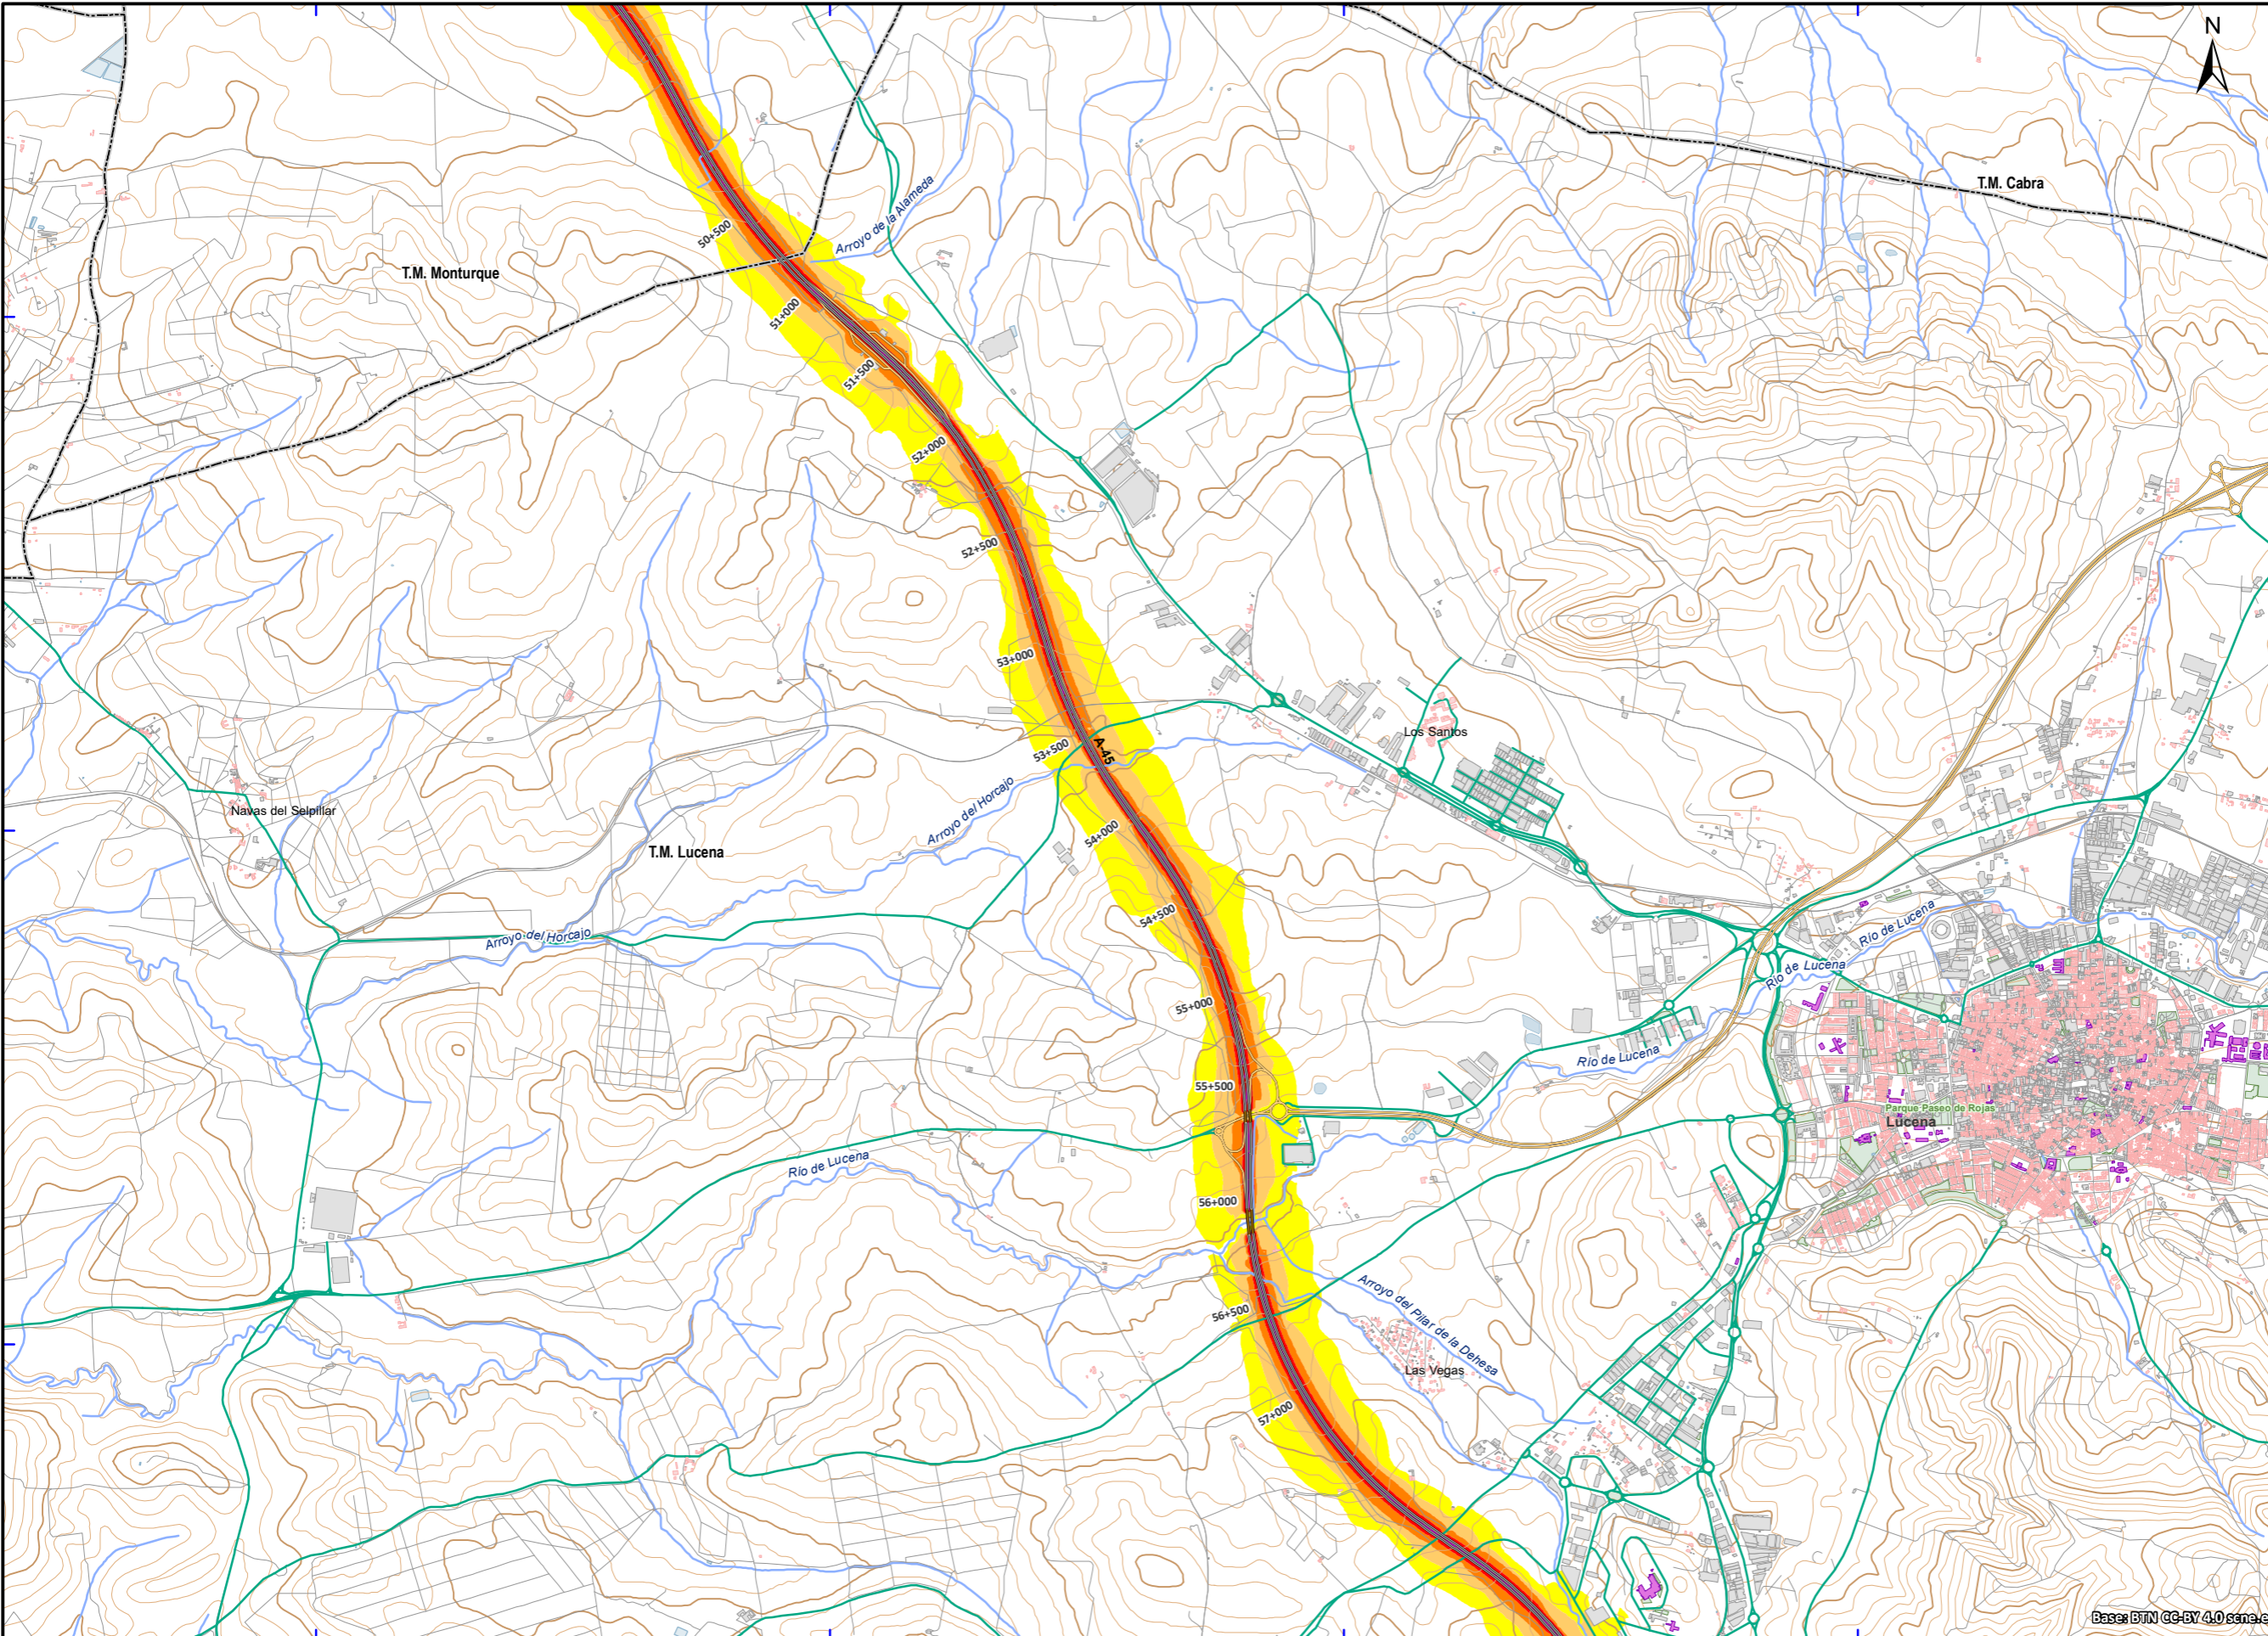 N
T.M. Cabra
Arroyo de la Alameda
50+500
T.M. Monturque
51+000
51+500
52+000
52+500
53+000
Los Santos
53+500
A-45
Arroyo del Horcajo
Navas del Selpillar
54+000
T.M. Lucena
54+500
Río de Lucena
Arroyo del Horcajo
Río de Lucena
55+000
Río de Lucena
55+500
Parque Paseo de Rojas
Lucena
Río de Lucena
56+000
56+500
Arroyo del Pilar de la Dehesa
Las Vegas
57+000
Base: BTN CC-BY 4.0 scne.e